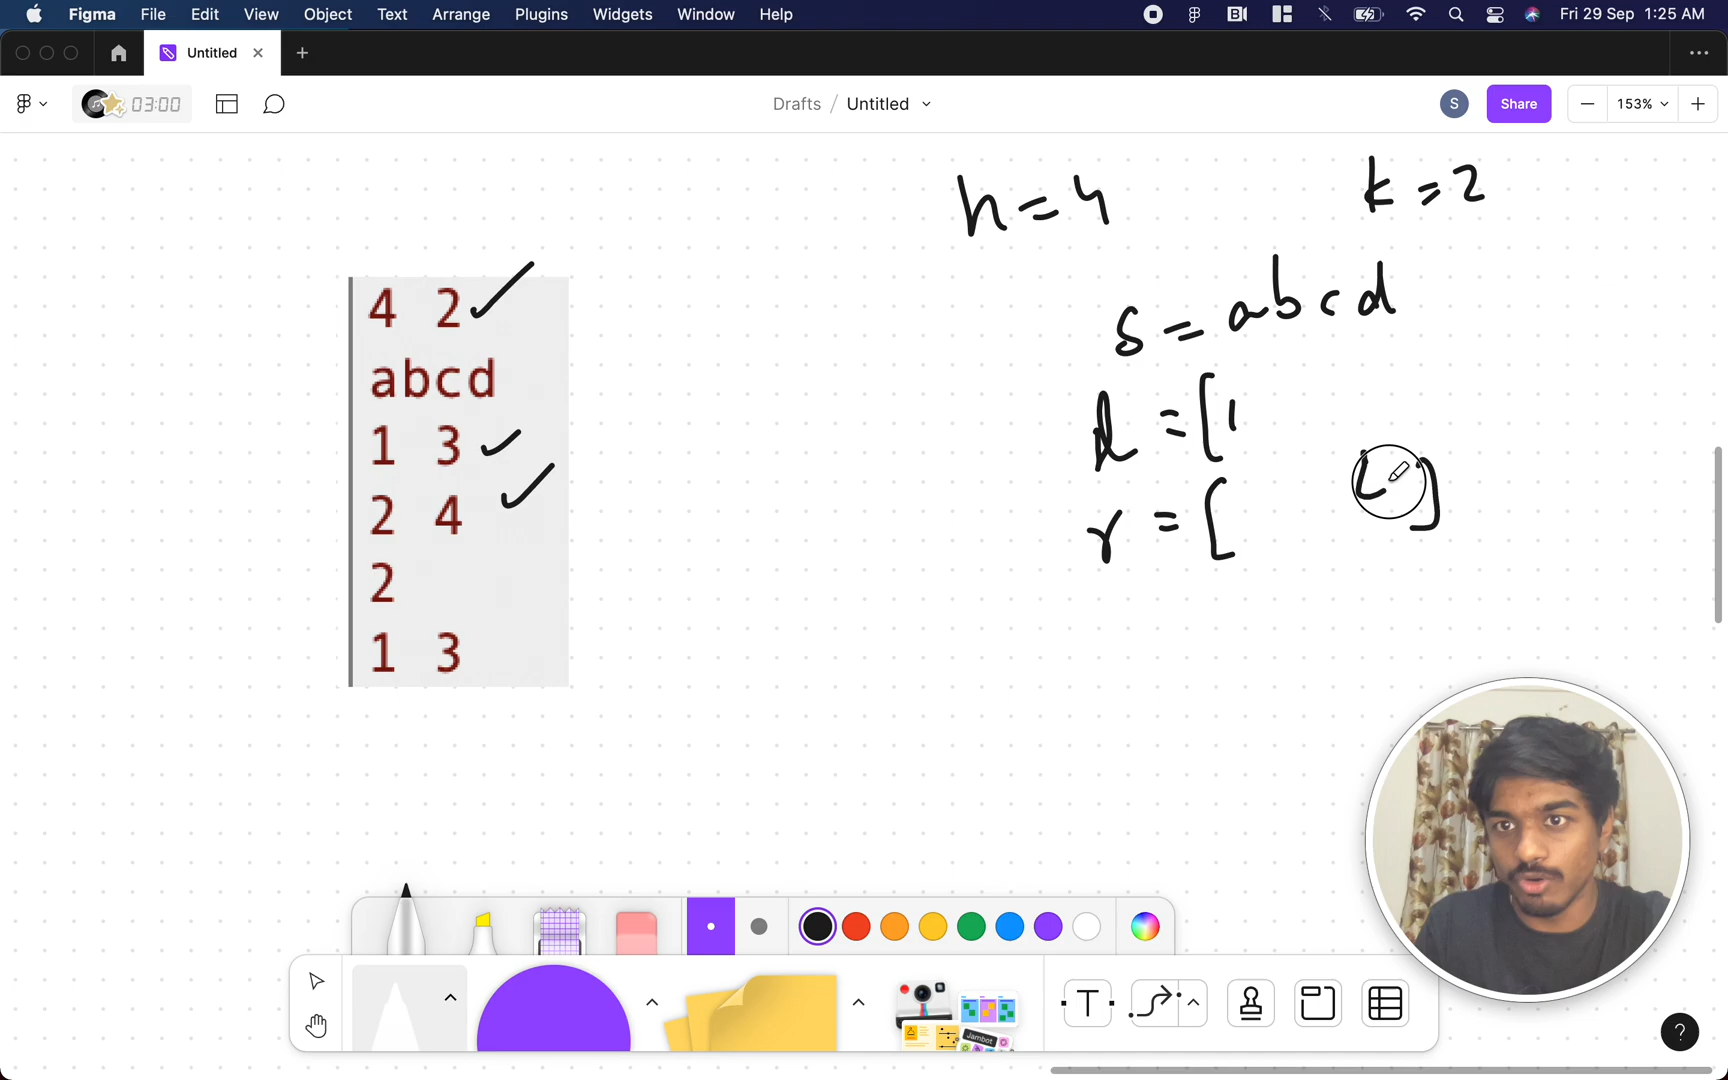 Figma File Edit View Object Text Arrange Plugins Widgets Window Help Fri 29 Sep 1:25 AM
Untitled
03:00 Drafts / Untitled S Share 153%
n = 4 k = 2
s = abcd
l = [1
r = [ ]
4 2
abcd
1 3
2 4
2
1 3
T
Jambot
?